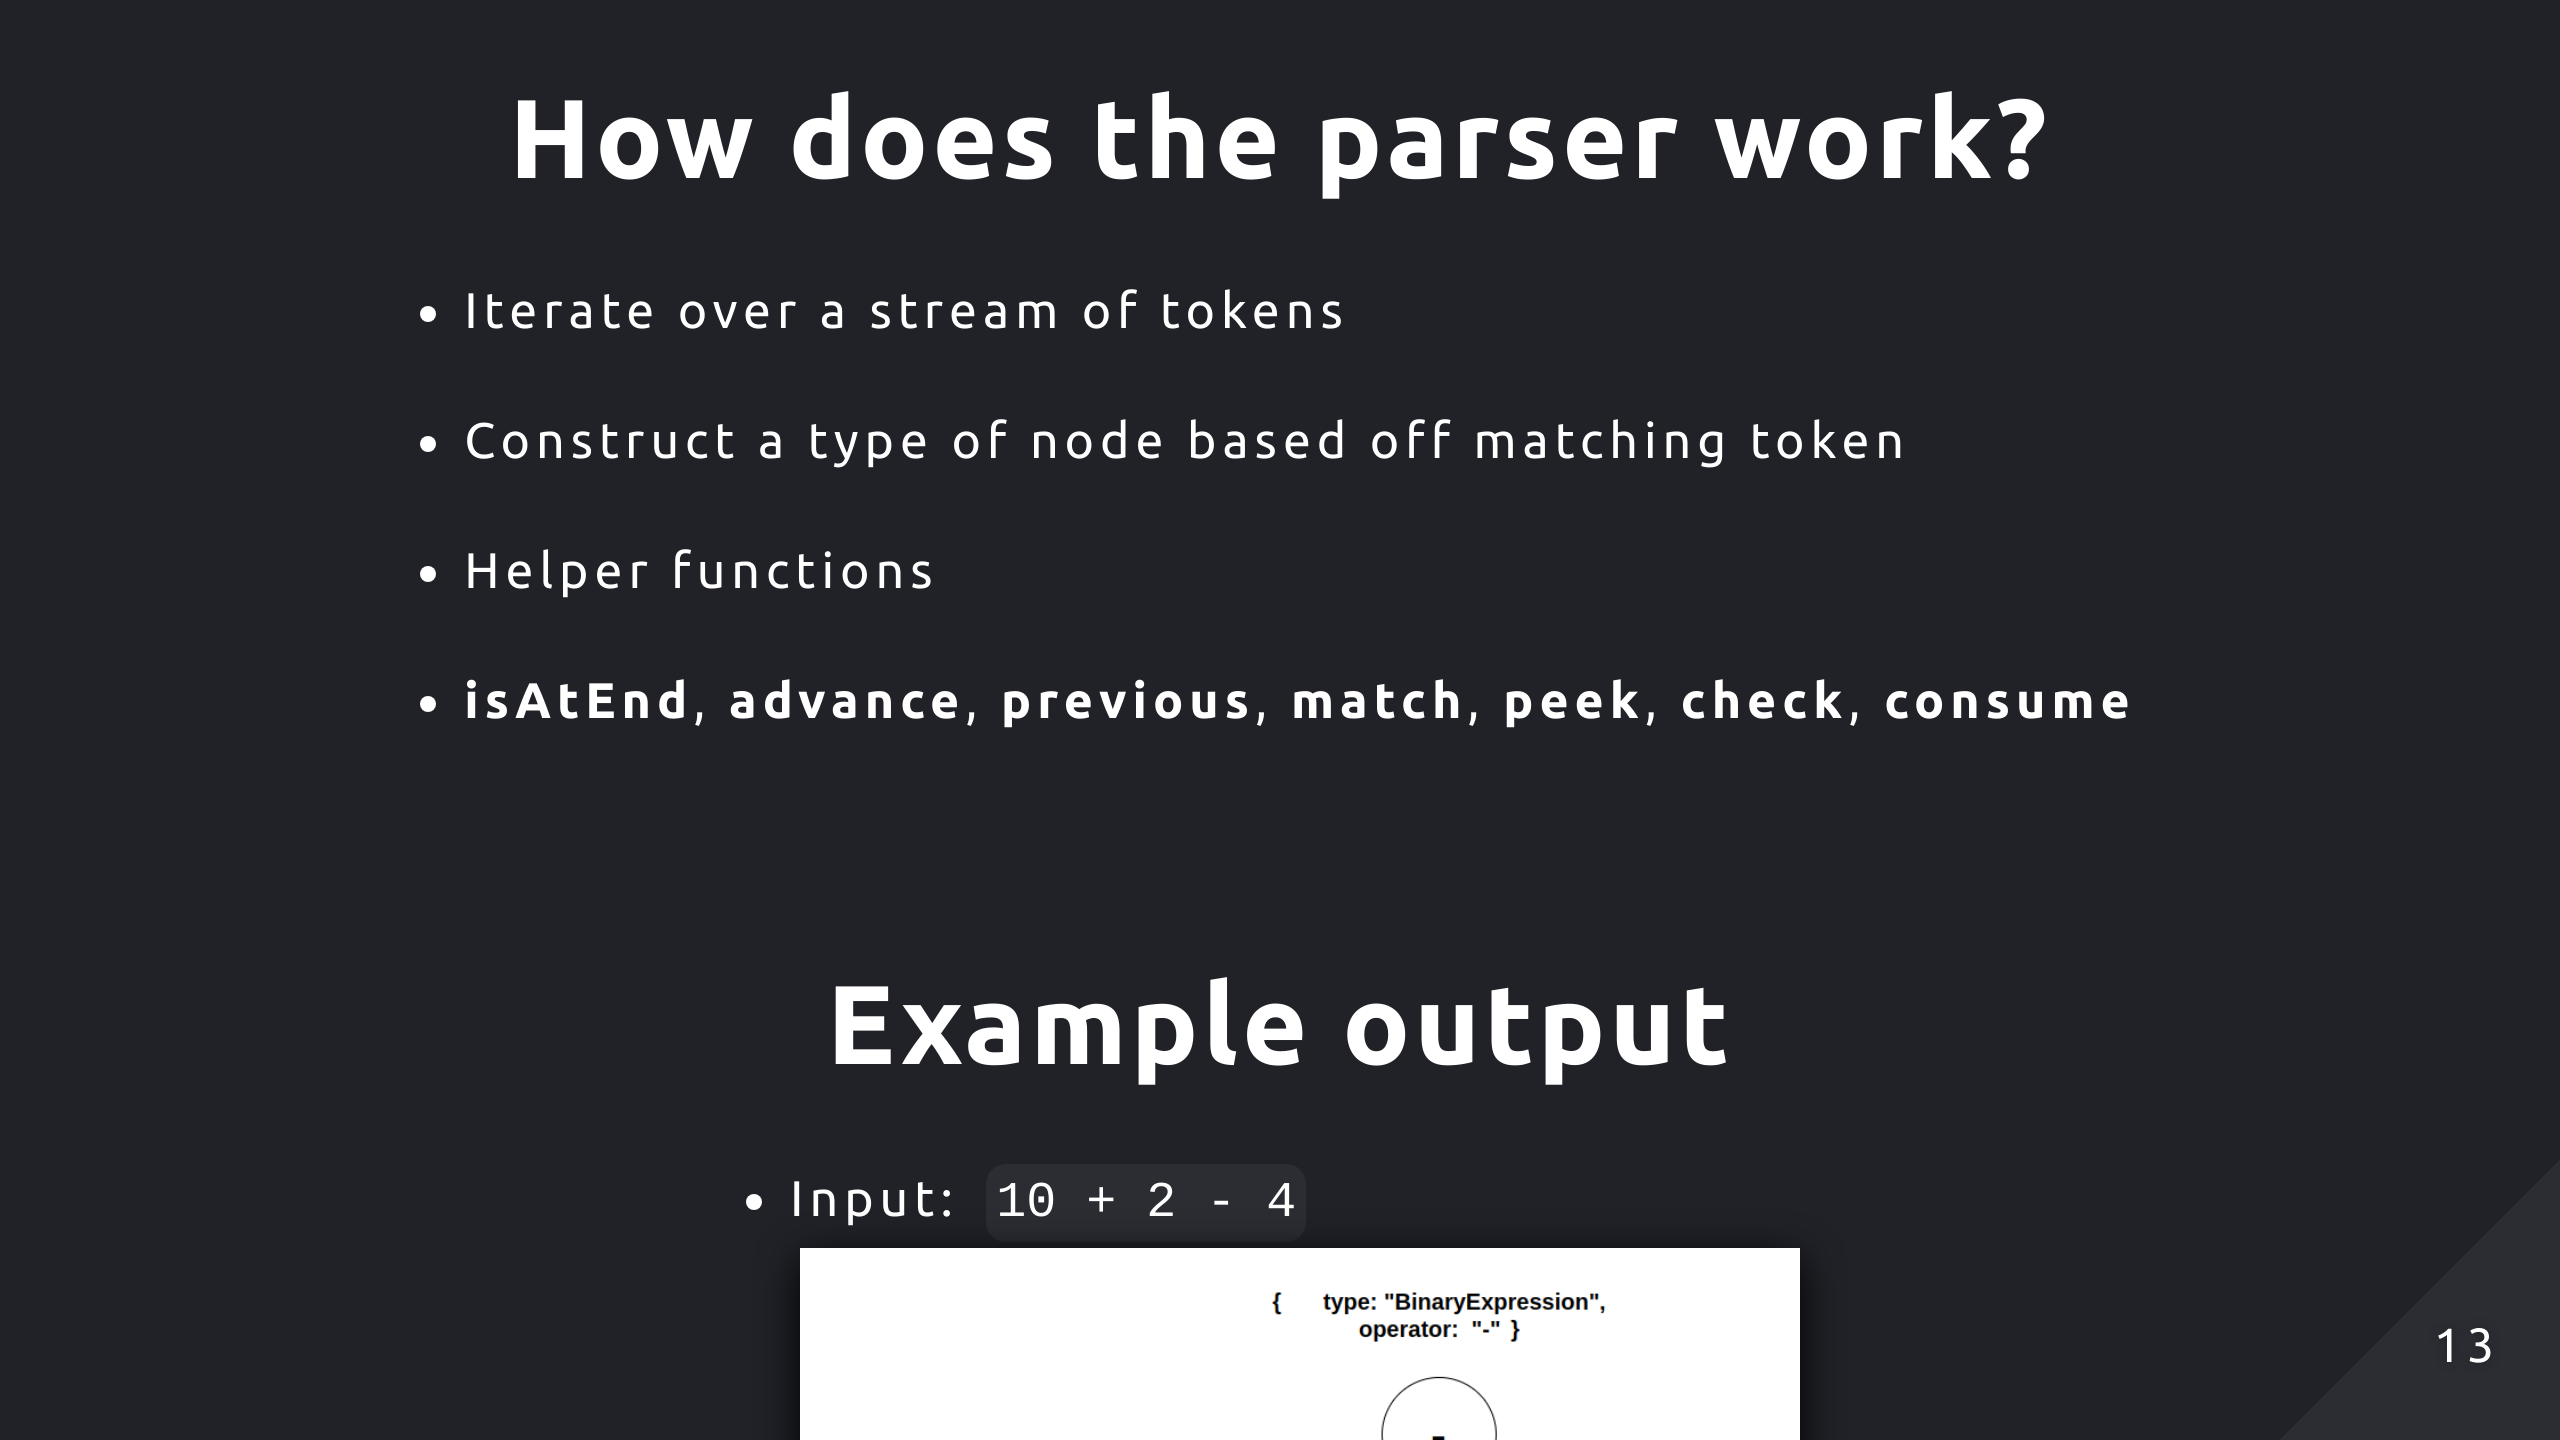 How does the parser work?
Iterate over a stream of tokens
Construct a type of node based off matching token
Helper functions
isAtEnd, advance, previous, match, peek, check, consume
Example output
Input: 10 + 2 - 4
{ type: "BinaryExpression",
operator: "-" }
-
13